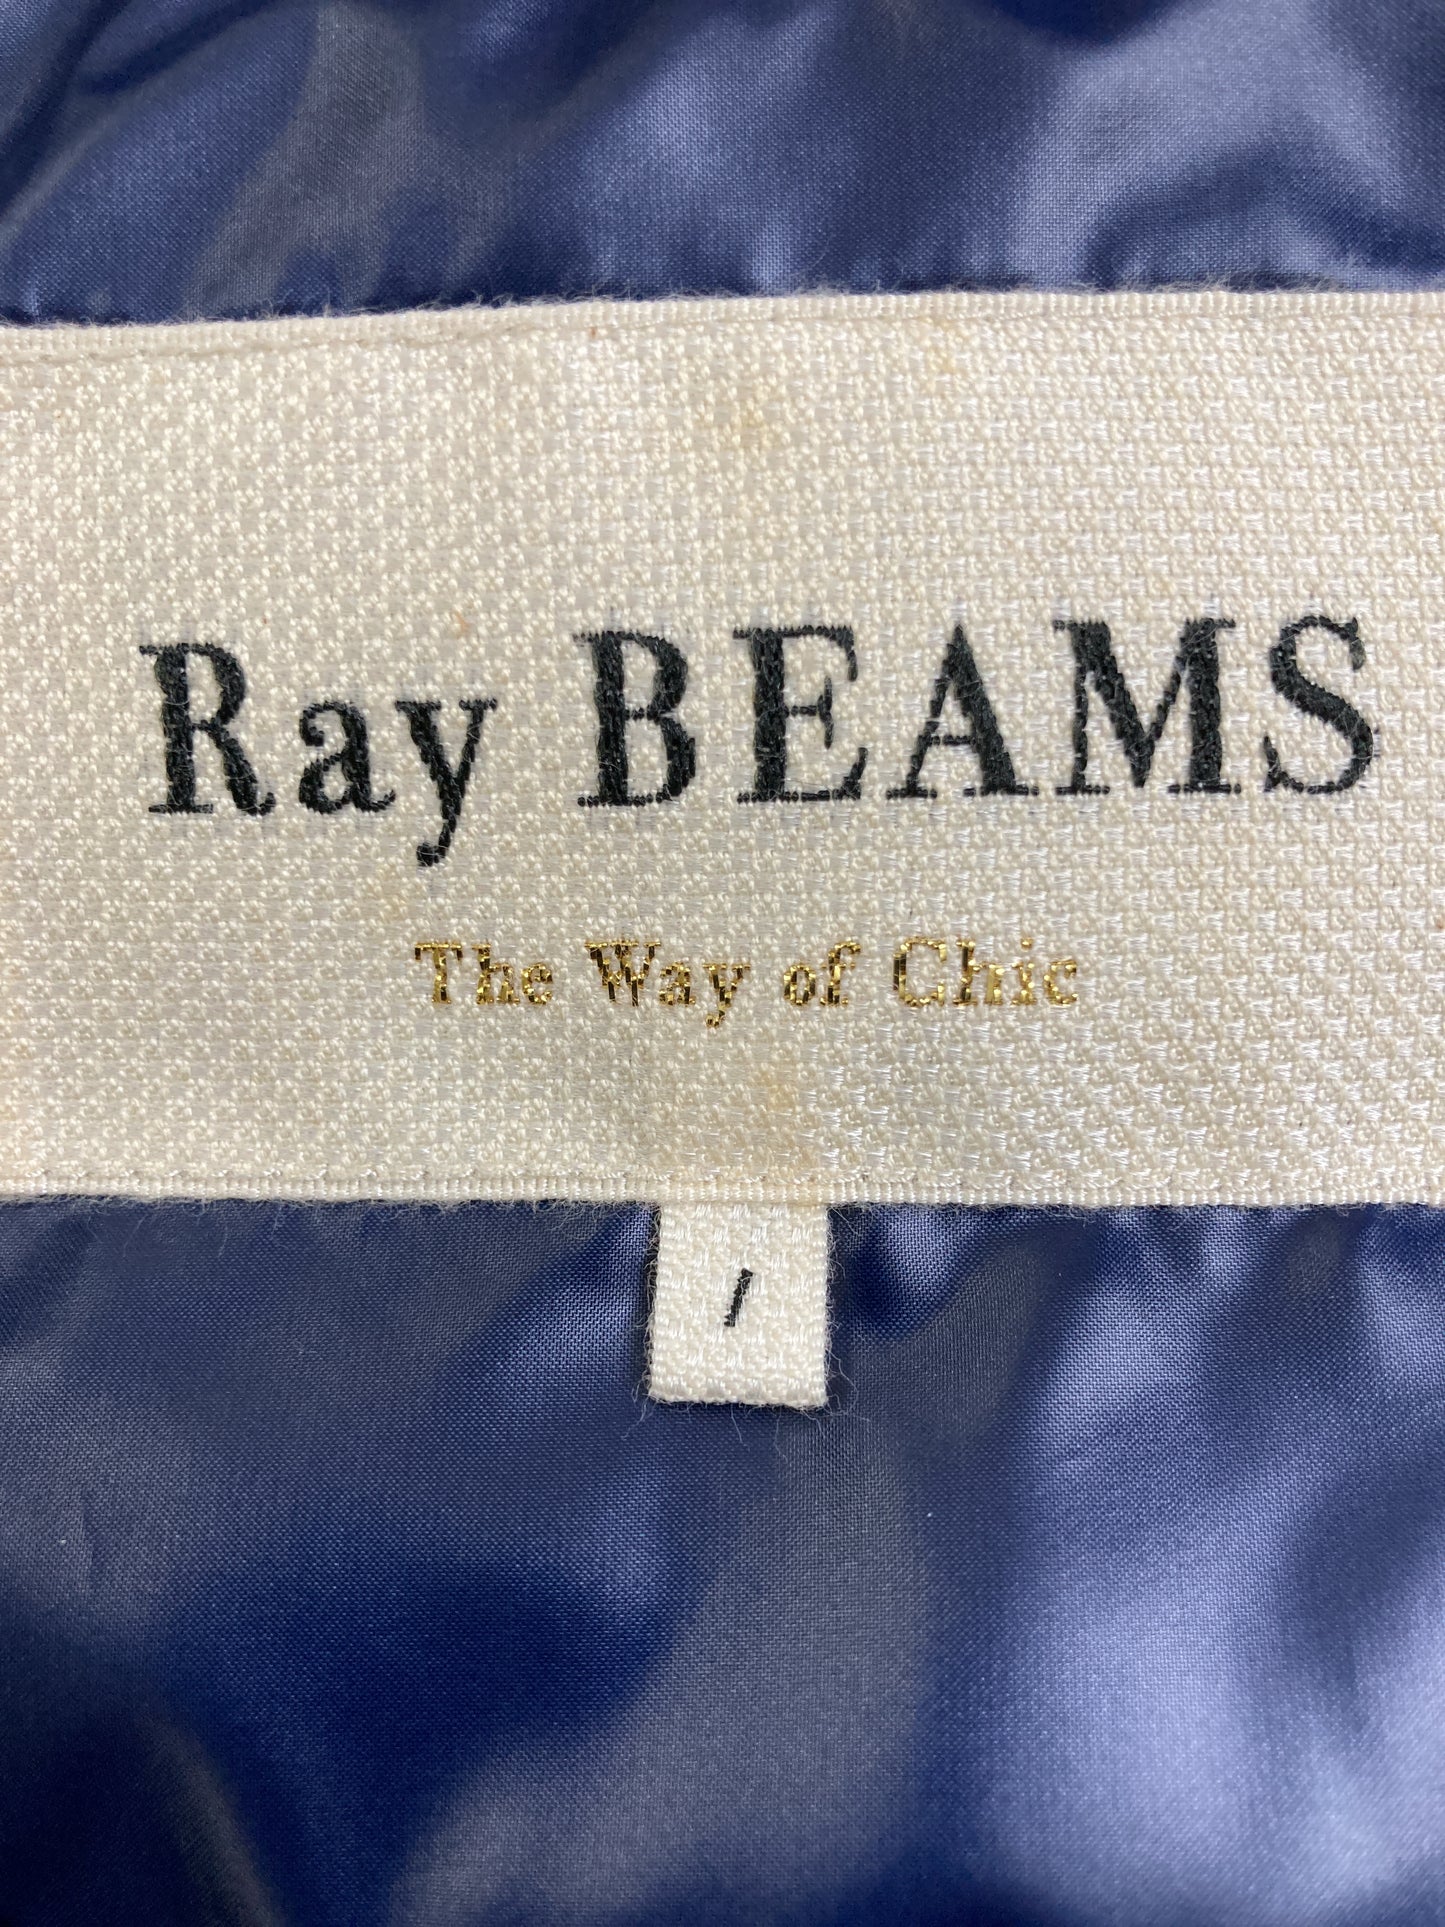 Ray BEAMS
The Way of Chic
1